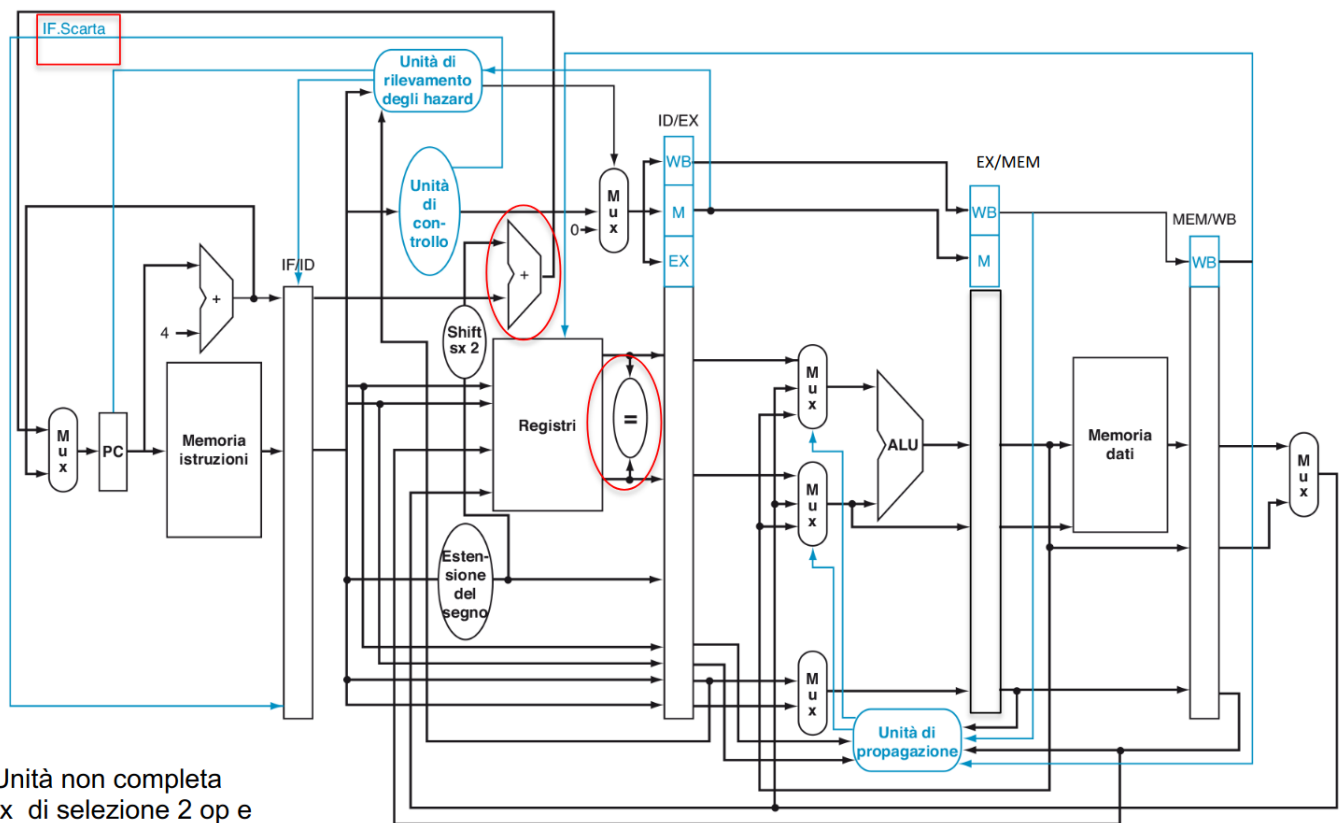 IF.Scarta
Unità di
rilevamento
degli hazard
ID/EX
WB
M
EX
EX/MEM
WB
M
MEM/WB
WB
Unità
di
con-
trollo
M
u
x
0
+
IF/ID
+
4
Shift
sx 2
M
u
x
PC
Memoria
istruzioni
Registri
=
M
u
x
ALU
Memoria
dati
M
u
x
M
u
x
Esten-
sione
del
segno
M
u
x
Unità di
propagazione
Unità non completa
x di selezione 2 op e